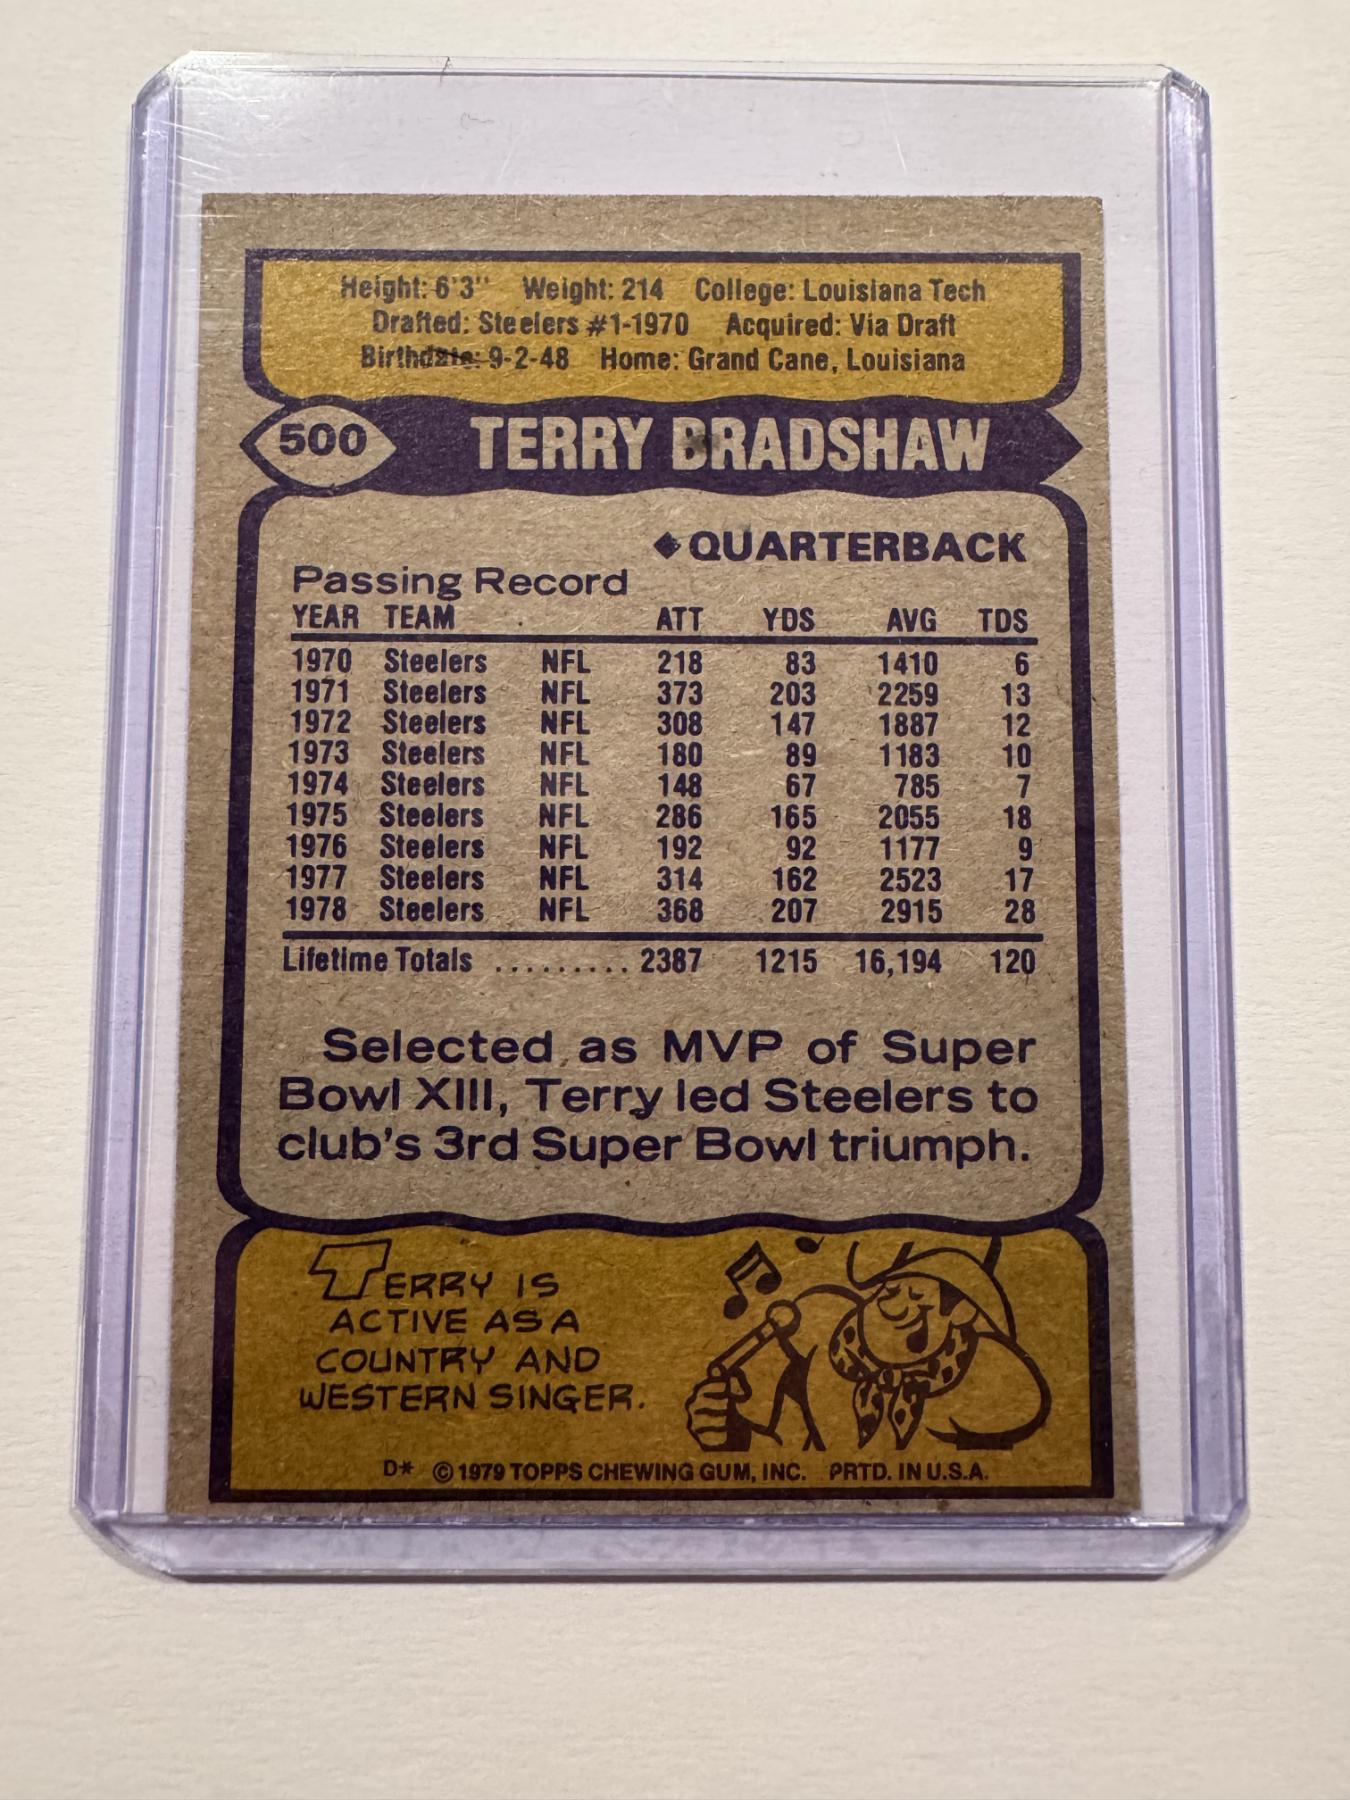 Height: 6'3" Weight: 214 College: Louisiana Tech
Drafted: Steelers #1-1970 Acquired: Via Draft
Birthdate: 9-2-48 Home: Grand Cane, Louisiana
500 TERRY BRADSHAW
◆QUARTERBACK
Passing Record
YEAR TEAM ATT YDS AVG TDS
1970 Steelers NFL 218 83 1410 6
1971 Steelers NFL 373 203 2259 13
1972 Steelers NFL 308 147 1887 12
1973 Steelers NFL 180 89 1183 10
1974 Steelers NFL 148 67 785 7
1975 Steelers NFL 286 165 2055 18
1976 Steelers NFL 192 92 1177 9
1977 Steelers NFL 314 162 2523 17
1978 Steelers NFL 368 207 2915 28
Lifetime Totals ......... 2387 1215 16,194 120
Selected as MVP of Super
Bowl XIII, Terry led Steelers to
club's 3rd Super Bowl triumph.
TERRY IS
ACTIVE AS A
COUNTRY AND
WESTERN SINGER.
D* © 1979 TOPPS CHEWING GUM, INC. PRTD. IN U.S.A.